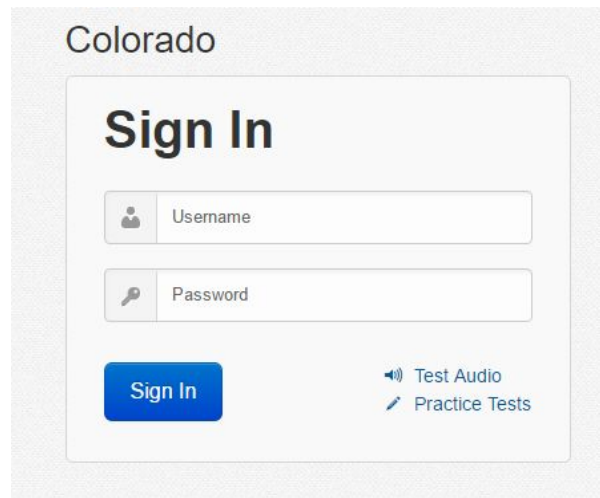 Colorado
Sign In
Username
Password
Sign In
Test Audio
Practice Tests